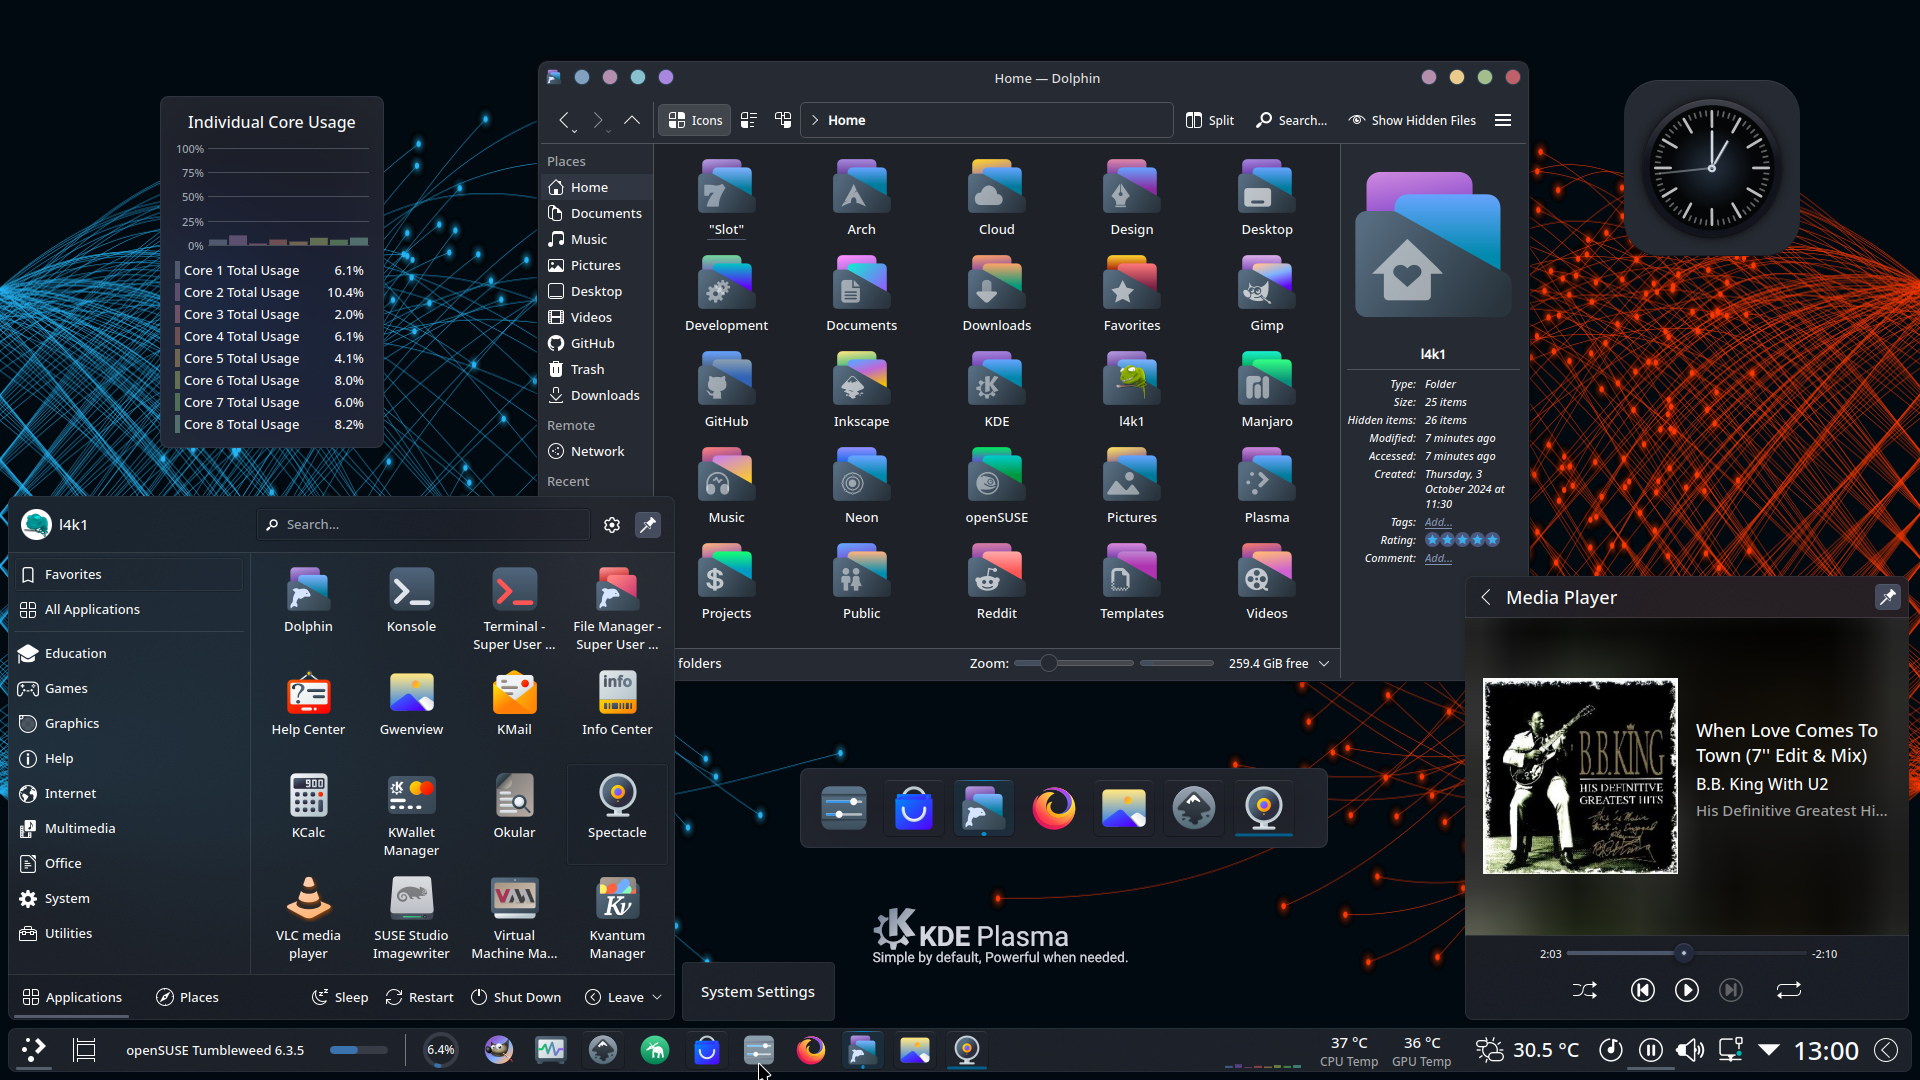 Individual Core Usage
100%
75%
50%
25%
0%
Core 1 Total Usage 6.1%
Core 2 Total Usage 10.4%
Core 3 Total Usage 2.0%
Core 4 Total Usage 6.1%
Core 5 Total Usage 4.1%
Core 6 Total Usage 8.0%
Core 7 Total Usage 6.0%
Core 8 Total Usage 8.2%
Home — Dolphin
Icons
Home
Split
Search...
Show Hidden Files
Places
Home
Documents
Music
Pictures
Desktop
Videos
GitHub
Trash
Downloads
Remote
Network
Recent
"Slot" Arch Cloud Design Desktop
Development Documents Downloads Favorites Gimp
GitHub Inkscape KDE l4k1 Manjaro
Music Neon openSUSE Pictures Plasma
Projects Public Reddit Templates Videos
folders
Zoom:
259.4 GiB free
l4k1
Type: Folder
Size: 25 items
Hidden items: 26 items
Modified: 7 minutes ago
Accessed: 7 minutes ago
Created: Thursday, 3
October 2024 at
11:30
Tags: Add...
Rating:
Comment: Add...
l4k1
Search...
Favorites
All Applications
Education
Games
Graphics
Help
Internet
Multimedia
Office
System
Utilities
Dolphin Konsole Terminal - File Manager -
Super User ... Super User ...
info
Help Center Gwenview KMail Info Center
900
KCalc KWallet Okular Spectacle
Manager
Kv
VLC media SUSE Studio Virtual Kvantum
player Imagewriter Machine Ma... Manager
Applications
Places
Sleep
Restart
Shut Down
Leave
System Settings
KDE Plasma
Simple by default, Powerful when needed.
Media Player
B.B.KING
HIS DEFINITIVE
GREATEST HITS
When Love Comes To
Town (7'' Edit & Mix)
B.B. King With U2
His Definitive Greatest Hi...
2:03
-2:10
openSUSE Tumbleweed 6.3.5
6.4%
37 °C
CPU Temp
36 °C
GPU Temp
30.5 °C
13:00